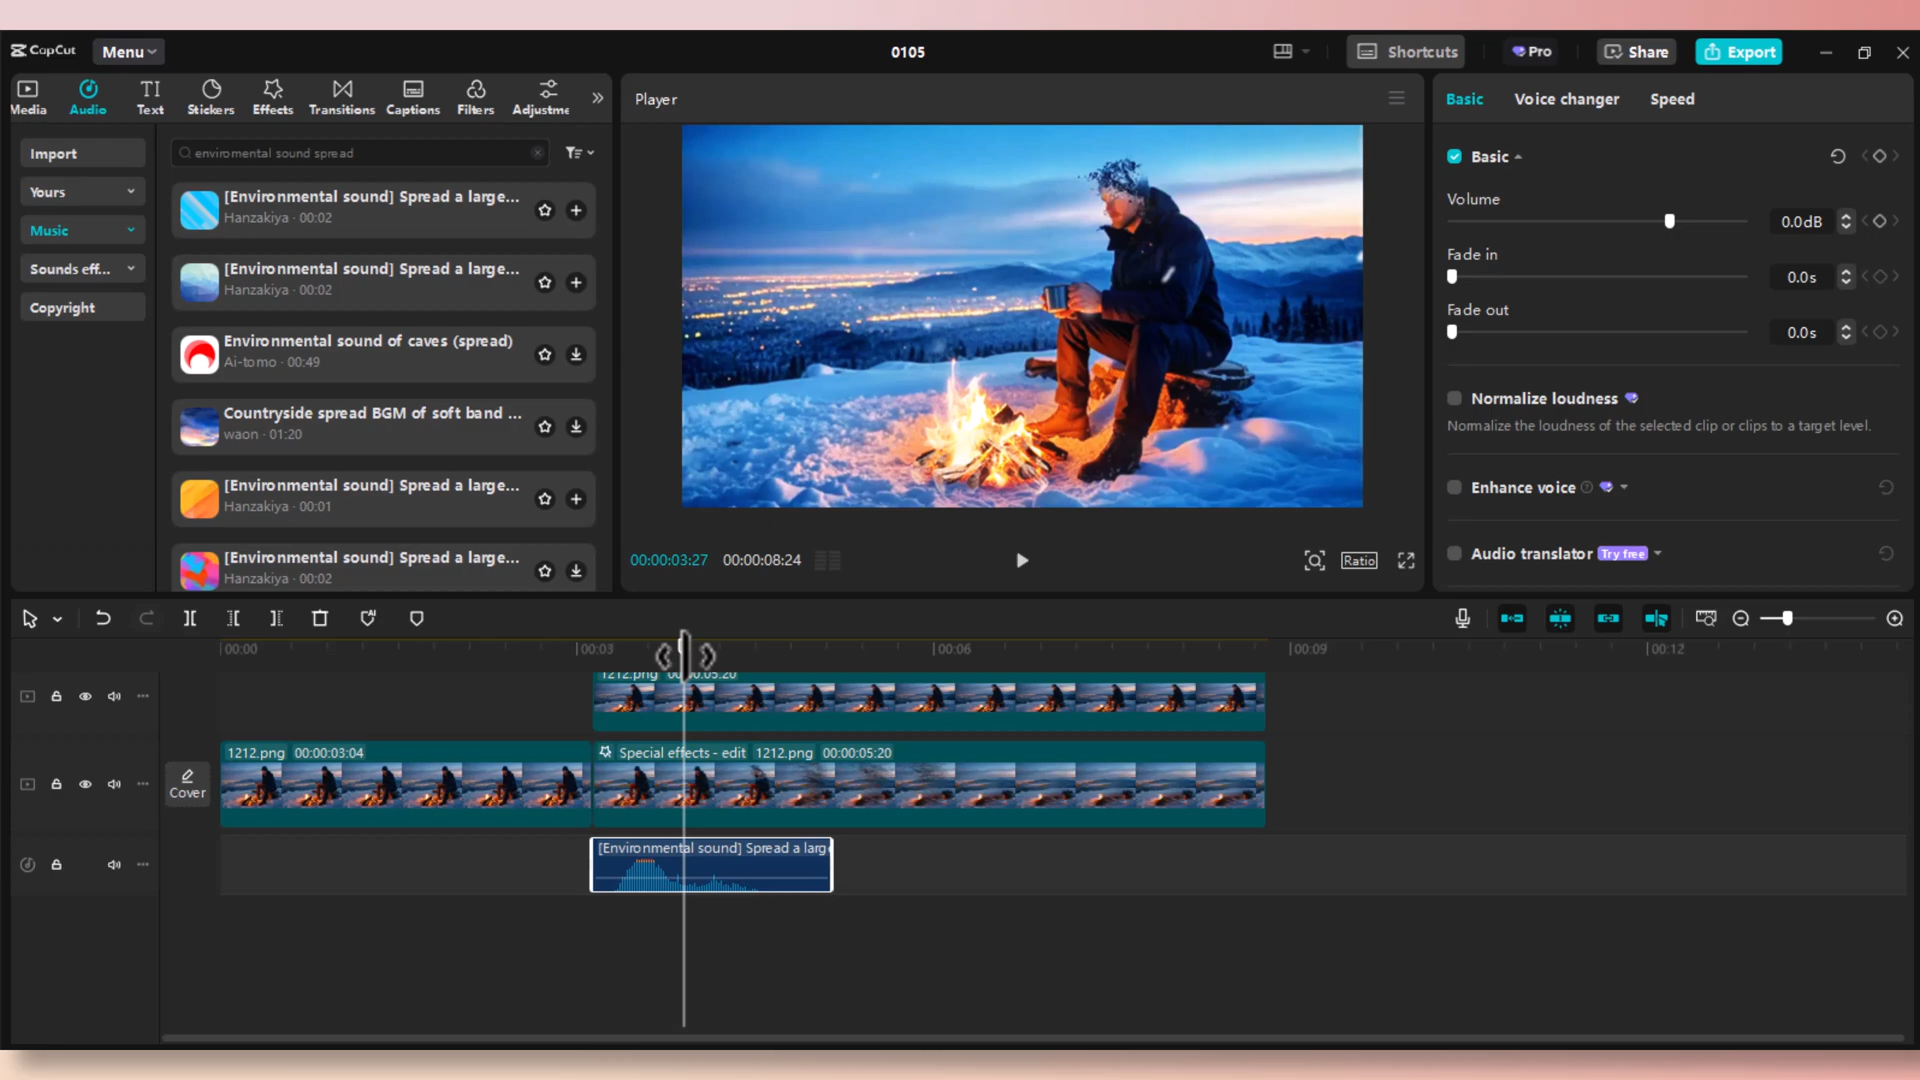 CapCut Menu
0105
Shortcuts
Pro
Share
Export
Media
Audio
Text
Stickers
Effects
Transitions
Captions
Filters
Adjustme
Import
Yours
Music
Sounds eff...
Copyright
enviromental sound spread
[Environmental sound] Spread a large...
Hanzakiya · 00:02
[Environmental sound] Spread a large...
Hanzakiya · 00:02
Environmental sound of caves (spread)
Ai-tomo · 00:49
Countryside spread BGM of soft band ...
waon · 01:20
[Environmental sound] Spread a large...
Hanzakiya · 00:01
[Environmental sound] Spread a large...
Hanzakiya · 00:02
Player
00:00:03:27 00:00:08:24
Ratio
Basic Voice changer Speed
Basic
Volume
0.0dB
Fade in
0.0s
Fade out
0.0s
Normalize loudness
Normalize the loudness of the selected clip or clips to a target level.
Enhance voice
Audio translator Try free
00:00 00:03 00:06 00:09 00:12
1212.png 00:00:05:20
1212.png 00:00:03:04
Special effects - edit 1212.png 00:00:05:20
Cover
[Environmental sound] Spread a larg